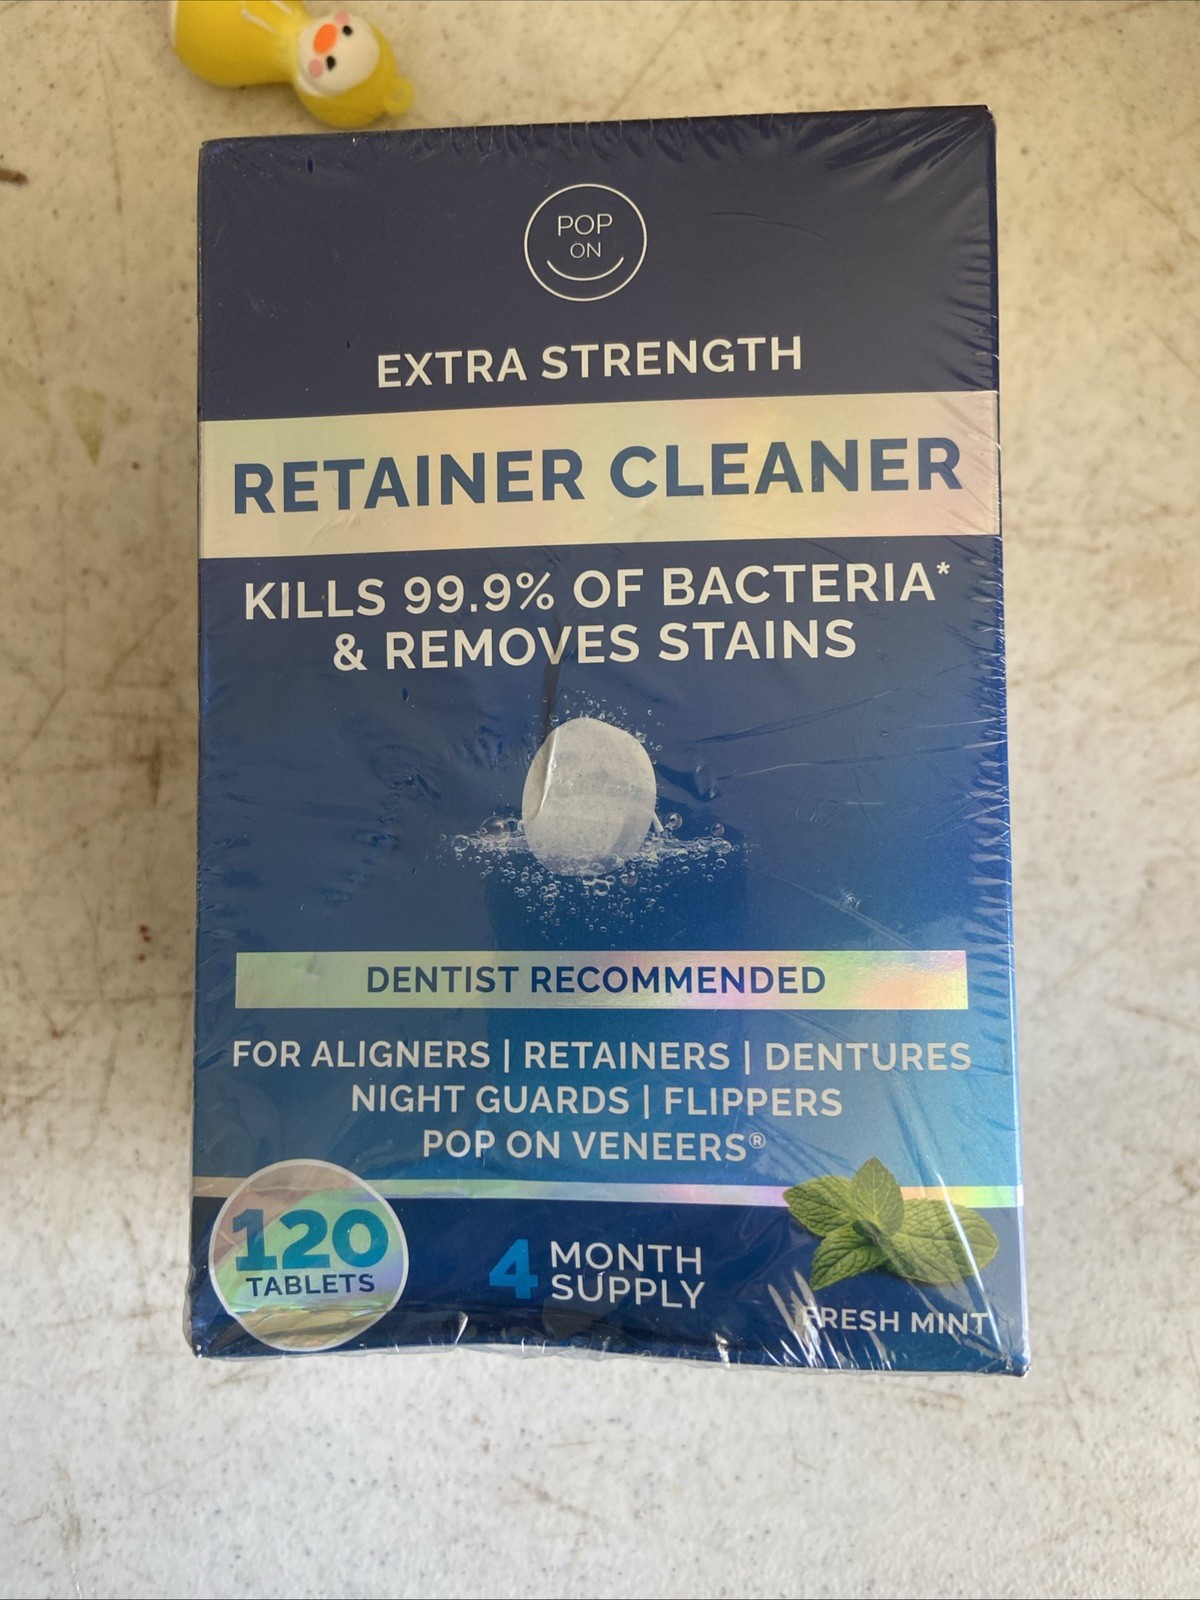 POP
ON
EXTRA STRENGTH
RETAINER CLEANER
KILLS 99.9% OF BACTERIA*
& REMOVES STAINS
DENTIST RECOMMENDED
FOR ALIGNERS | RETAINERS | DENTURES
NIGHT GUARDS | FLIPPERS
POP ON VENEERS®
120
TABLETS
4 MONTH
SUPPLY
FRESH MINT